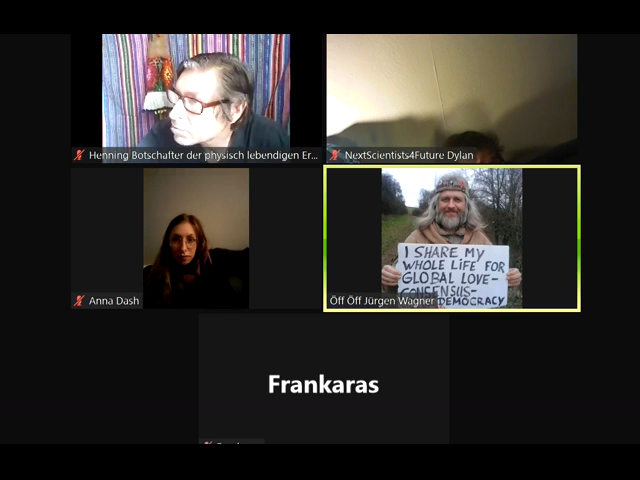 Henning Botschafter der physisch lebendigen Er...
NextScientists4Future Dylan
I SHARE MY
WHOLE LIFE FOR
GLOBAL LOVE-
CONSENSUS-
DEMOCRACY
Anna Dash
Öff Öff Jürgen Wagner
Frankaras